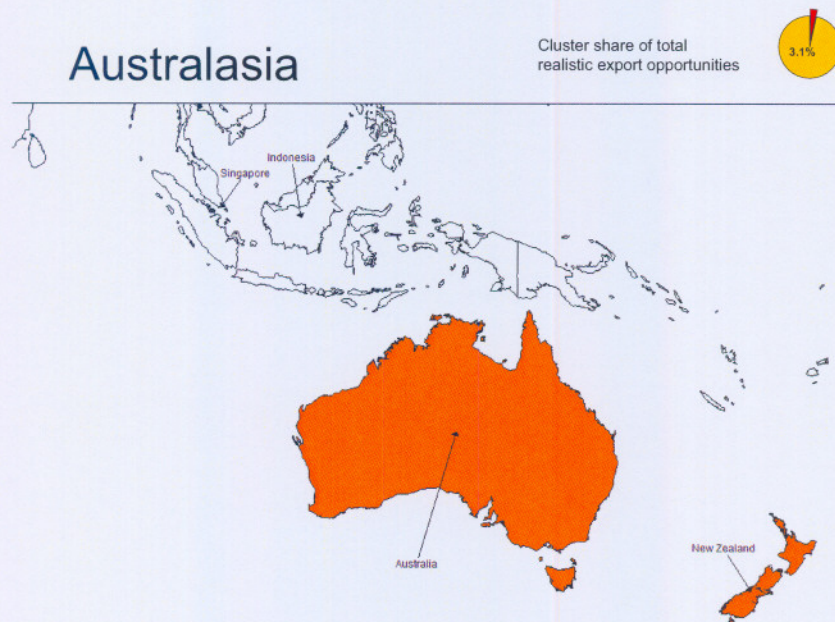 Australasia
Cluster share of total
realistic export opportunities
3.1%
Indonesia
Singapore
Australia
New Zealand